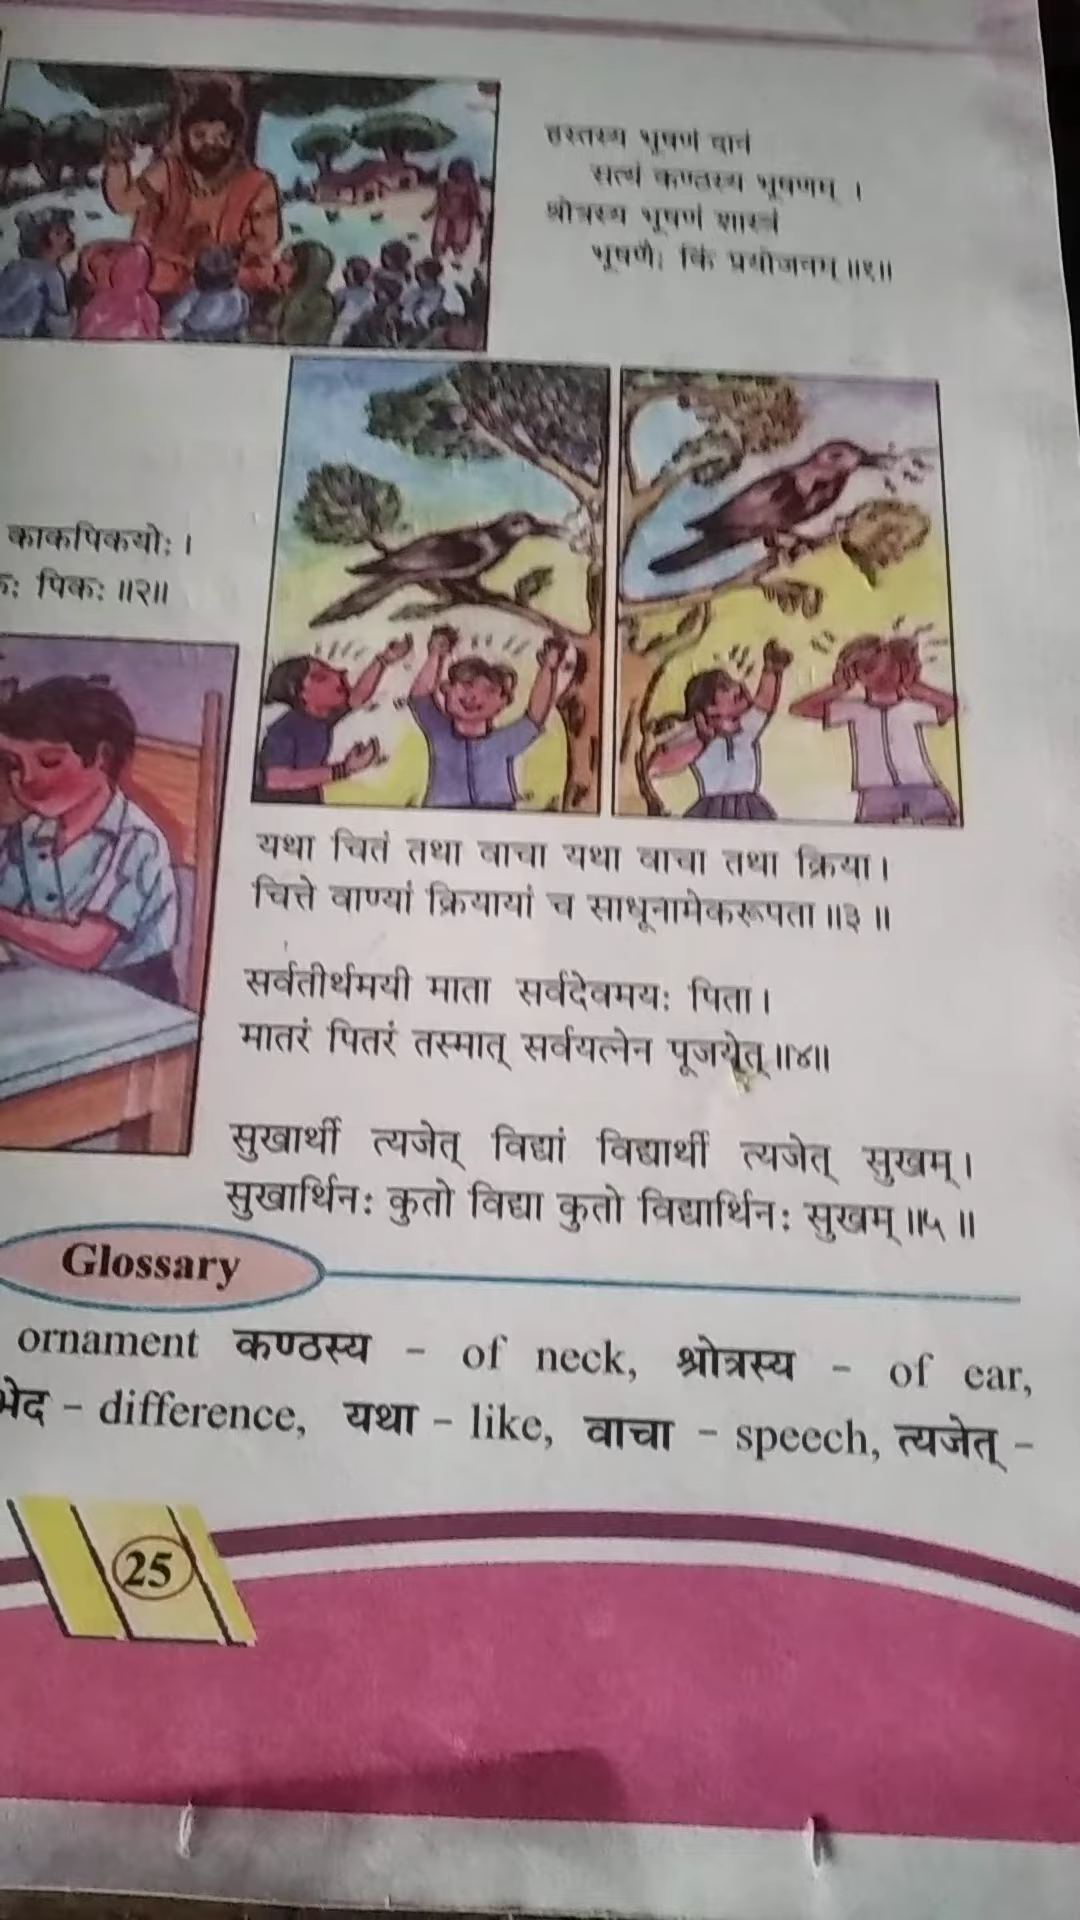 हस्तस्य भूषणं दानं
सत्यं कण्ठस्य भूषणम् ।
श्रोत्रस्य भूषणं शास्त्रं
भूषणैः किं प्रयोजनम् ॥१॥
काकपिकयोः ।
पिकः ॥२॥
यथा चितं तथा वाचा यथा वाचा तथा क्रिया ।
चित्ते वाण्यां क्रियायां च साधूनामेकरूपता ॥३॥
सर्वतीर्थमयी माता सर्वदेवमयः पिता ।
मातरं पितरं तस्मात् सर्वयत्नेन पूजयेत् ॥४॥
सुखार्थी त्यजेत् विद्यां विद्यार्थी त्यजेत् सुखम् ।
सुखार्थिनः कुतो विद्या कुतो विद्यार्थिनः सुखम् ॥५॥
Glossary
ornament कण्ठस्य - of neck, श्रोत्रस्य - of ear,
भेद - difference, यथा - like, वाचा - speech, त्यजेत् -
25